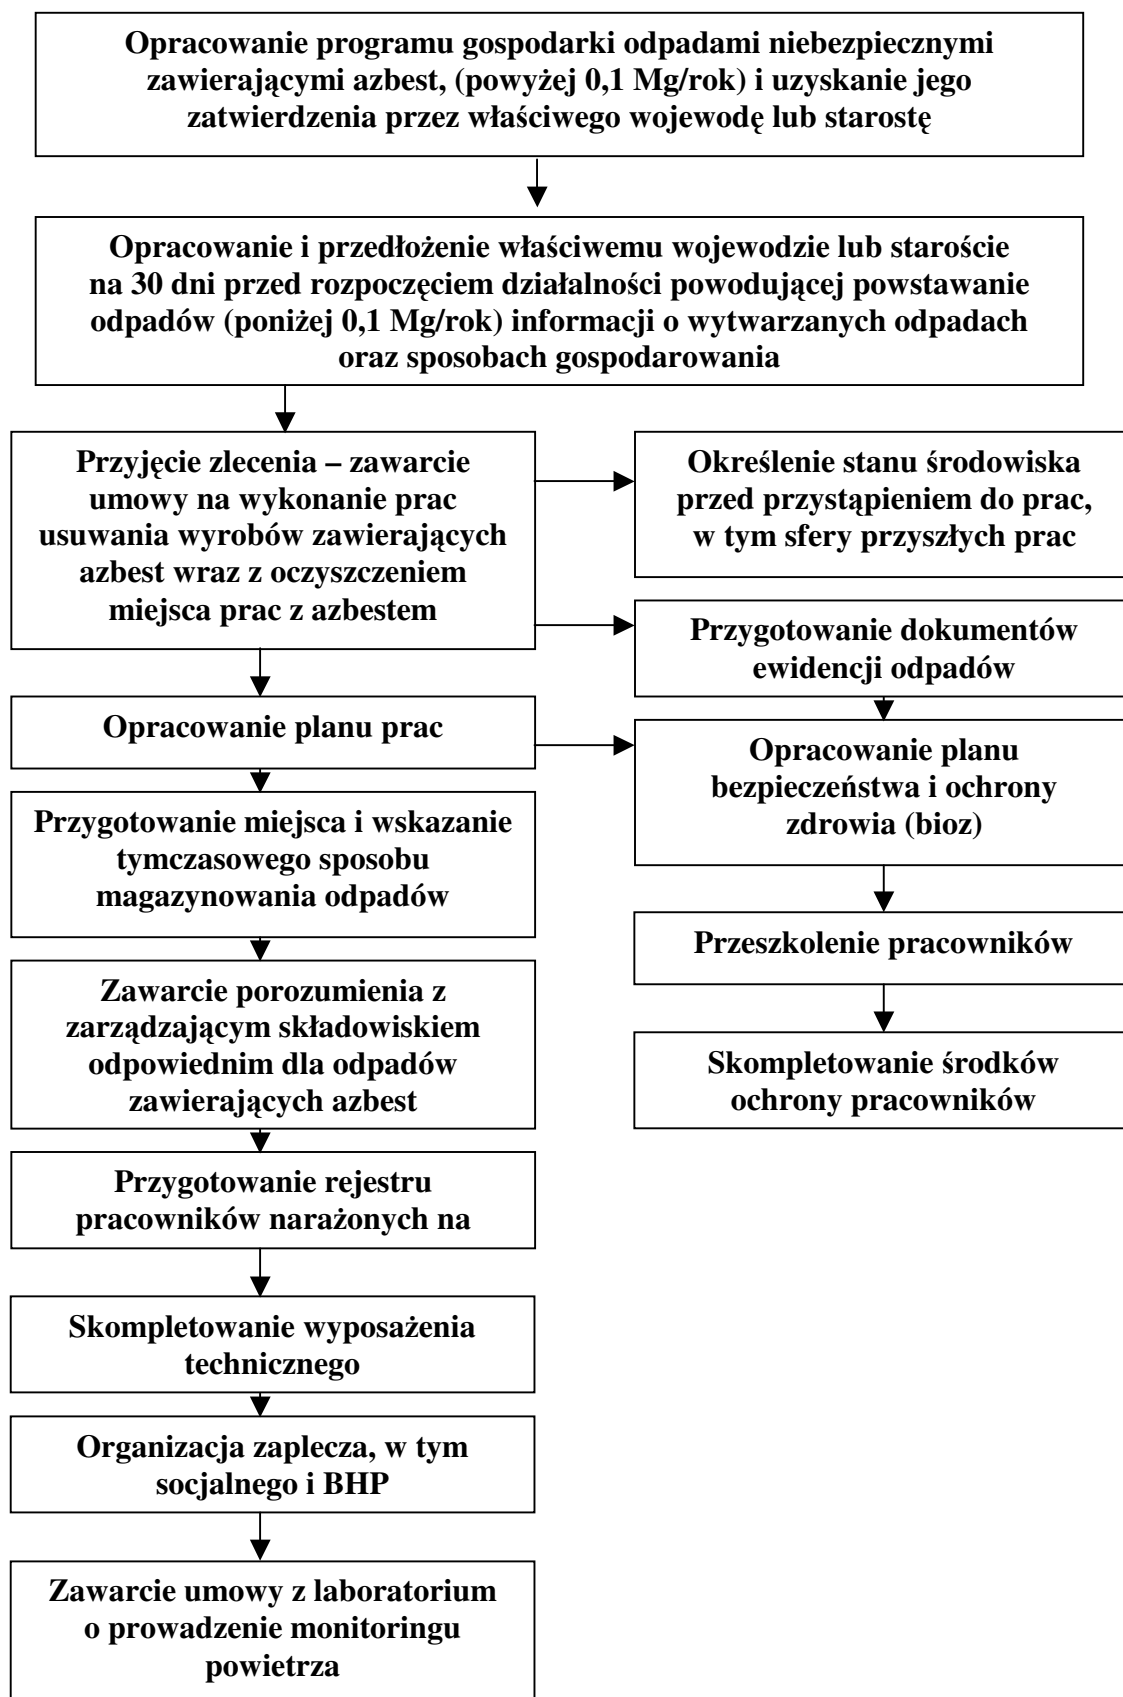 Opracowanie programu gospodarki odpadami niebezpiecznymi
zawierającymi azbest, (powyżej 0,1 Mg/rok) i uzyskanie jego
zatwierdzenia przez właściwego wojewodę lub starostę
Opracowanie i przedłożenie właściwemu wojewodzie lub staroście
na 30 dni przed rozpoczęciem działalności powodującej powstawanie
odpadów (poniżej 0,1 Mg/rok) informacji o wytwarzanych odpadach
oraz sposobach gospodarowania
Przyjęcie zlecenia – zawarcie
umowy na wykonanie prac
usuwania wyrobów zawierających
azbest wraz z oczyszczeniem
miejsca prac z azbestem
Określenie stanu środowiska
przed przystąpieniem do prac,
w tym sfery przyszłych prac
Przygotowanie dokumentów
ewidencji odpadów
Opracowanie planu prac
Opracowanie planu
bezpieczeństwa i ochrony
zdrowia (bioz)
Przygotowanie miejsca i wskazanie
tymczasowego sposobu
magazynowania odpadów
Przeszkolenie pracowników
Zawarcie porozumienia z
zarządzającym składowiskiem
odpowiednim dla odpadów
zawierających azbest
Skompletowanie środków
ochrony pracowników
Przygotowanie rejestru
pracowników narażonych na
Skompletowanie wyposażenia
technicznego
Organizacja zaplecza, w tym
socjalnego i BHP
Zawarcie umowy z laboratorium
o prowadzenie monitoringu
powietrza